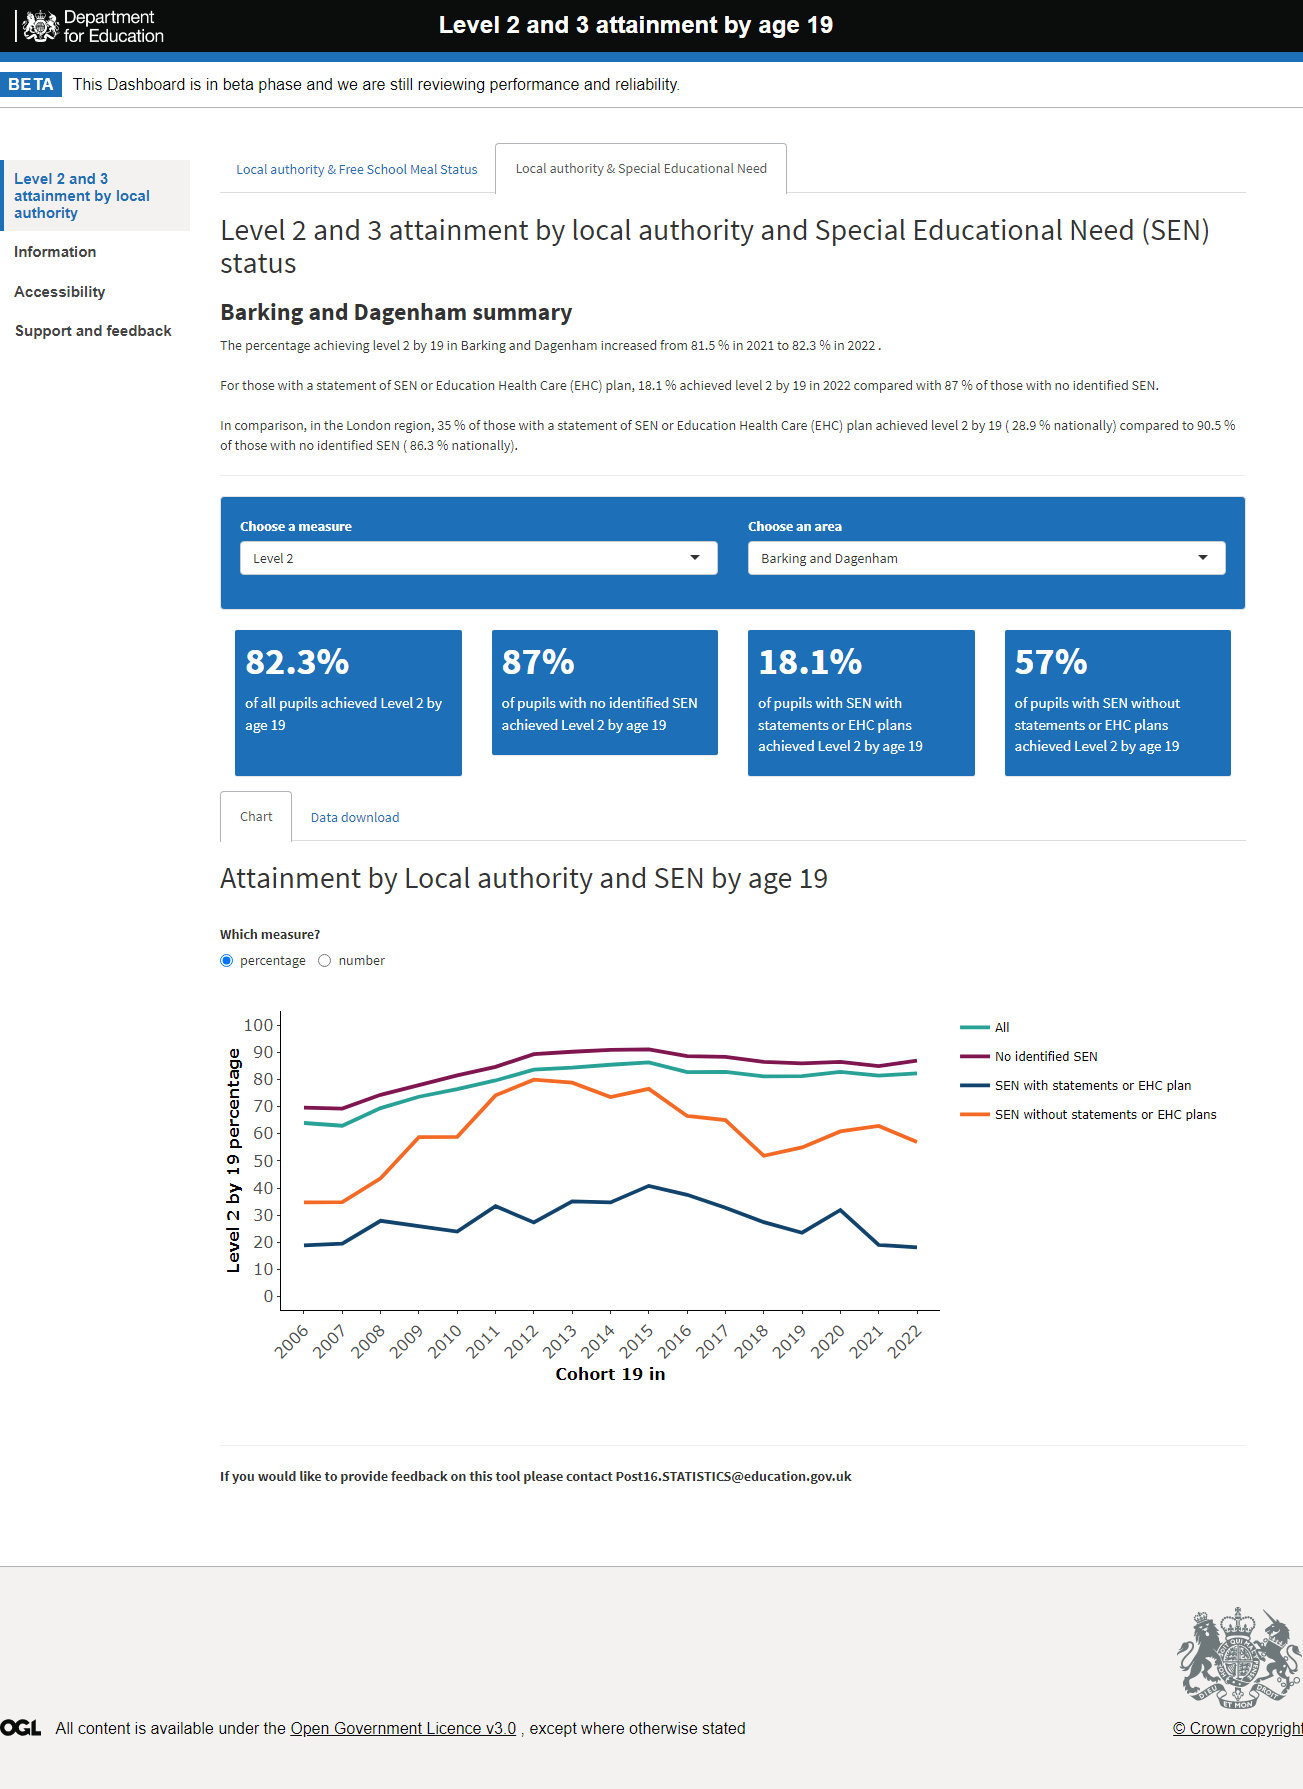 Department
for Education
Level 2 and 3 attainment by age 19
BETA This Dashboard is in beta phase and we are still reviewing performance and reliability.
Level 2 and 3
attainment by local
authority
Information
Accessibility
Support and feedback
Local authority & Free School Meal Status
Local authority & Special Educational Need
Level 2 and 3 attainment by local authority and Special Educational Need (SEN)
status
Barking and Dagenham summary
The percentage achieving level 2 by 19 in Barking and Dagenham increased from 81.5 % in 2021 to 82.3 % in 2022 .
For those with a statement of SEN or Education Health Care (EHC) plan, 18.1 % achieved level 2 by 19 in 2022 compared with 87 % of those with no identified SEN.
In comparison, in the London region, 35 % of those with a statement of SEN or Education Health Care (EHC) plan achieved level 2 by 19 ( 28.9 % nationally) compared to 90.5 %
of those with no identified SEN ( 86.3 % nationally).
Choose a measure
Level 2
Choose an area
Barking and Dagenham
82.3%
of all pupils achieved Level 2 by
age 19
87%
of pupils with no identified SEN
achieved Level 2 by age 19
18.1%
of pupils with SEN with
statements or EHC plans
achieved Level 2 by age 19
57%
of pupils with SEN without
statements or EHC plans
achieved Level 2 by age 19
Chart
Data download
Attainment by Local authority and SEN by age 19
Which measure?
percentage number
Level 2 by 19 percentage
100
90
80
70
60
50
40
30
20
10
0
2006 2007 2008 2009 2010 2011 2012 2013 2014 2015 2016 2017 2018 2019 2020 2021 2022
Cohort 19 in
All
No identified SEN
SEN with statements or EHC plan
SEN without statements or EHC plans
If you would like to provide feedback on this tool please contact Post16.STATISTICS@education.gov.uk
DIEU ET MON DROIT
OGL All content is available under the Open Government Licence v3.0 , except where otherwise stated
© Crown copyright